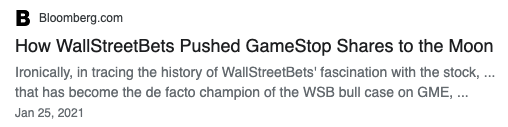 B Bloomberg.com
How WallStreetBets Pushed GameStop Shares to the Moon
Ironically, in tracing the history of WallStreetBets' fascination with the stock, ...
that has become the de facto champion of the WSB bull case on GME, ...
Jan 25, 2021